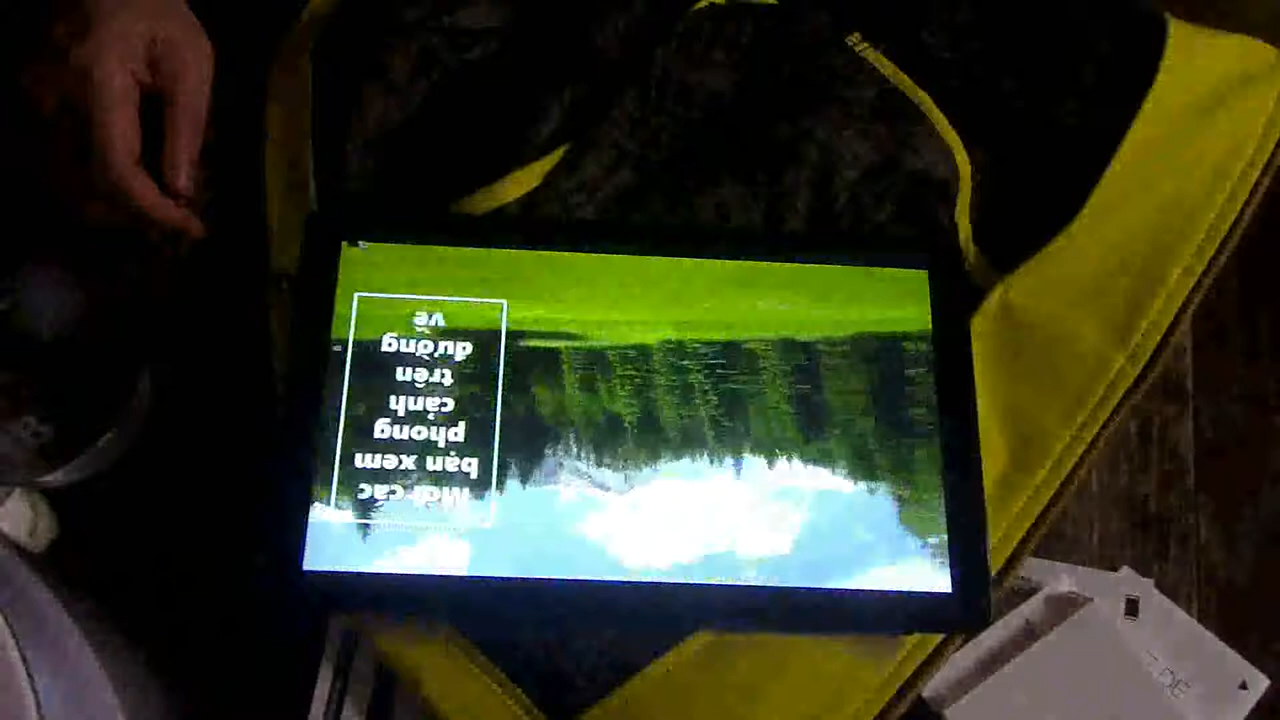 Mời các
bạn xem
phong
cảnh
trên
đường
về